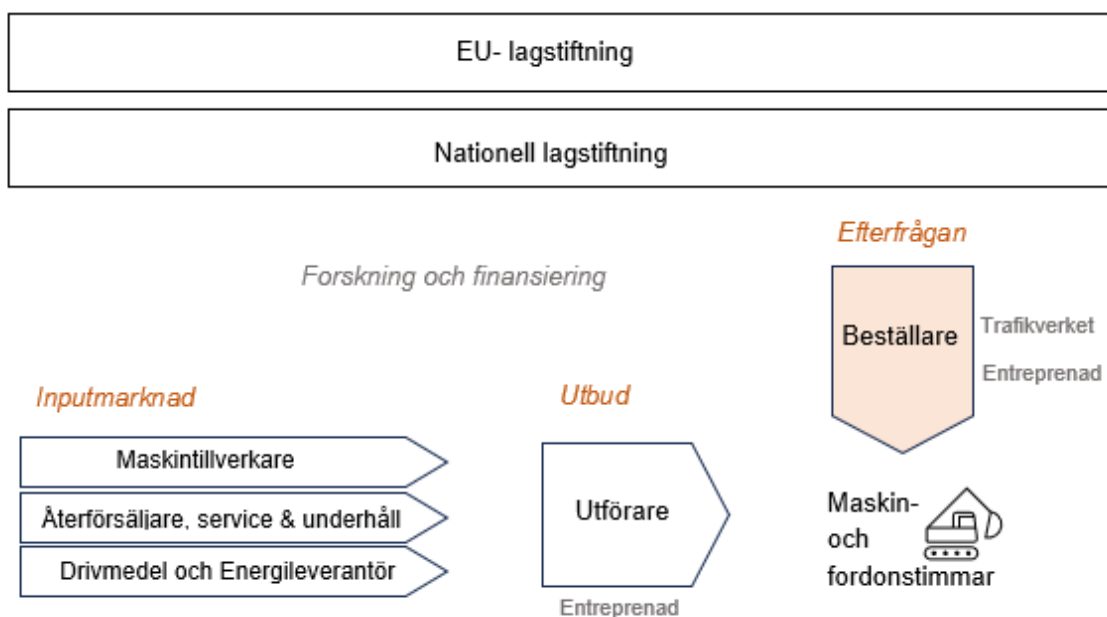 EU- lagstiftning
Nationell lagstiftning
Efterfrågan
Forskning och finansiering
Beställare
Trafikverket
Entreprenad
Inputmarknad
Utbud
Maskintillverkare
Återförsäljare, service & underhåll
Drivmedel och Energileverantör
Utförare
Entreprenad
Maskin-
och
fordonstimmar